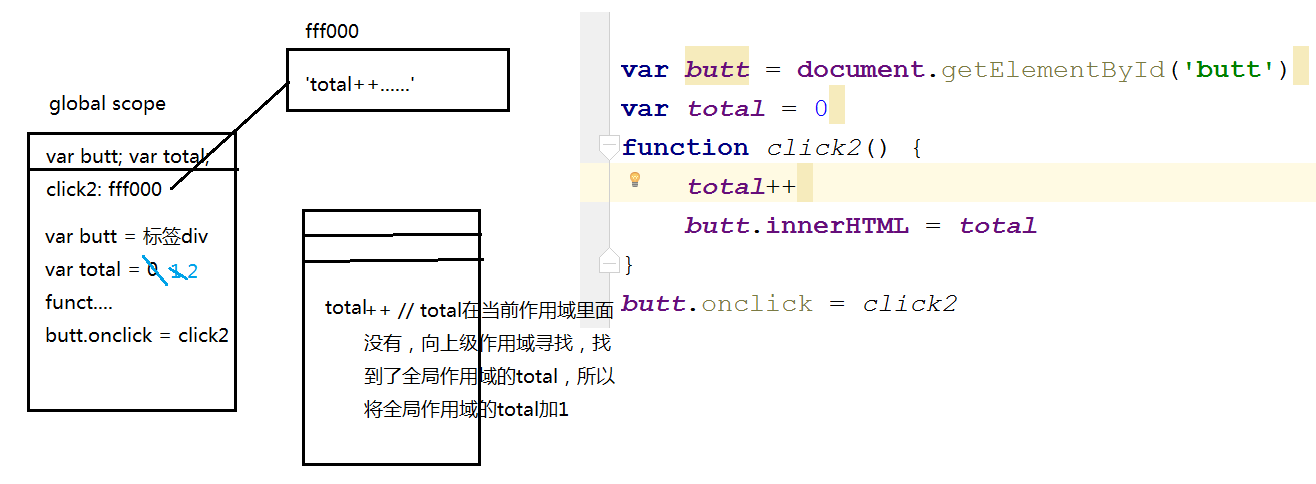 fff000
'total++......'
global scope
var butt; var total;
click2: fff000
var butt = 标签div
var total = 0 1 2
funct....
butt.onclick = click2
total++ // total在当前作用域里面
没有，向上级作用域寻找，找
到了全局作用域的total，所以
将全局作用域的total加1
var butt = document.getElementById('butt')
var total = 0
function click2() {
total++
butt.innerHTML = total
}
butt.onclick = click2